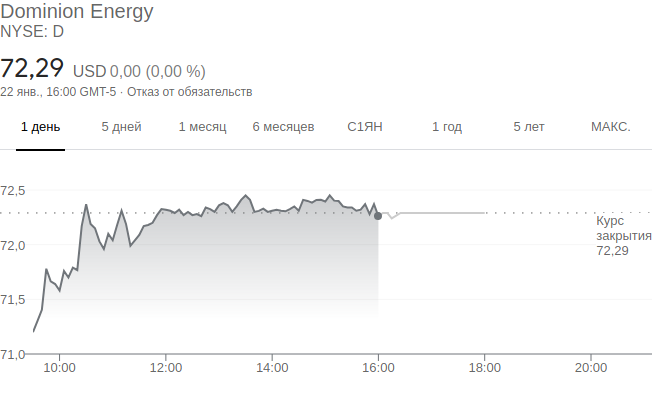 Dominion Energy
NYSE: D
72,29 USD 0,00 (0,00 %)
22 янв., 16:00 GMT-5 · Отказ от обязательств
1 день 5 дней 1 месяц 6 месяцев С1ЯН 1 год 5 лет МАКС.
72,5
Курс
закрытия
72,29
72,0
71,5
71,0
10:00 12:00 14:00 16:00 18:00 20:00